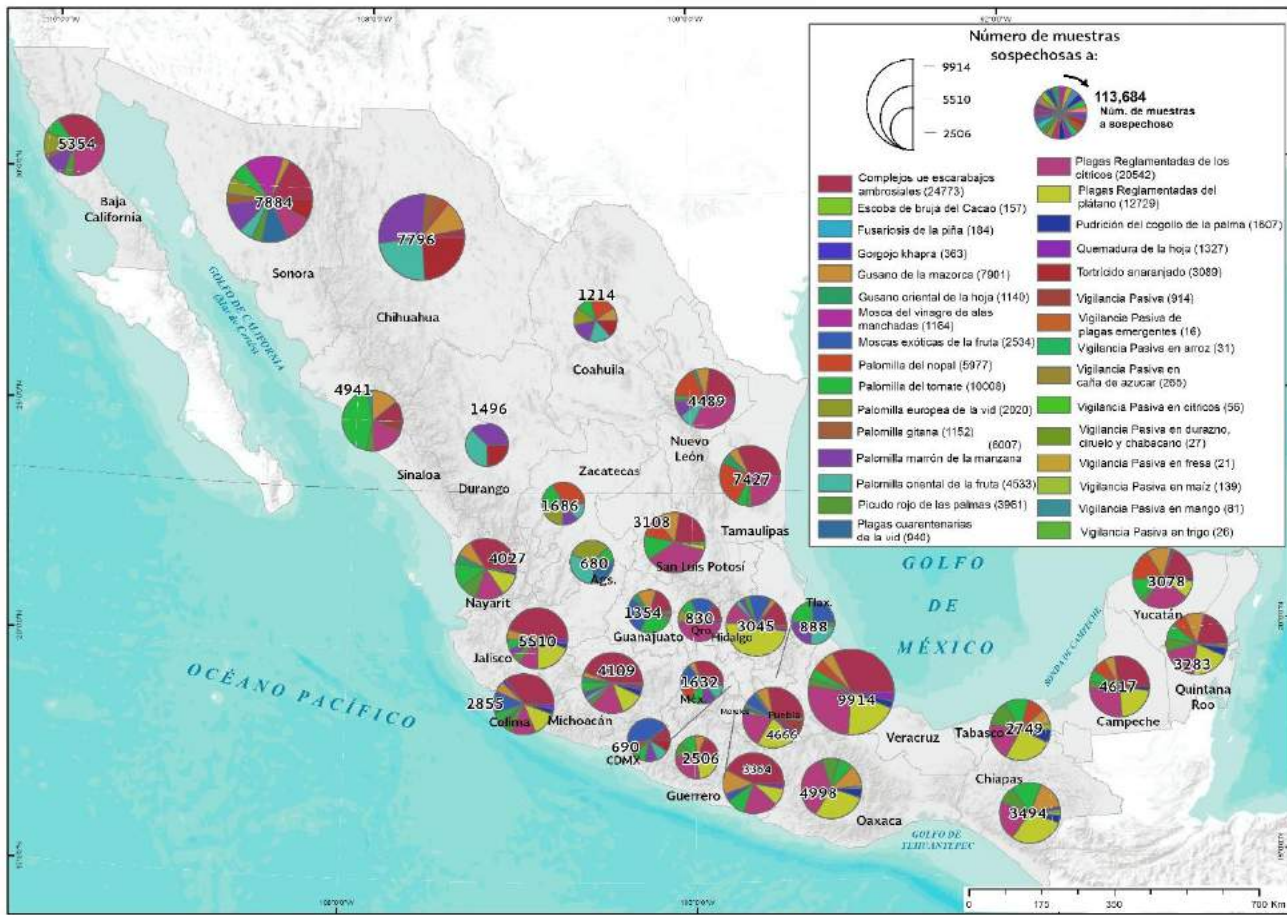 Número de muestras
sospechosas a:
9914
5510
2506
113,684
Núm. de muestras
a sospechoso
Complejos de escarabajos
ambrosiales (24773)
Escoba de bruja del Cacao (157)
Fusariosis de la piña (184)
Gorgojo khapra (363)
Gusano de la mazorca (7901)
Gusano oriental de la hoja (1140)
Mosca del vinagre de alas
manchadas (1184)
Moscas exóticas de la fruta (2534)
Palomilla del nopal (5977)
Palomilla del tomate (10008)
Palomilla europea de la vid (2020)
Palomilla gitana (1152)
(6007)
Palomilla marrón de la manzana
Palomilla oriental de la fruta (4533)
Picudo rojo de las palmas (3961)
Plagas cuarentenarias
de la vid (940)
Plagas Reglamentadas de los
cítricos (20542)
Plagas Reglamentadas del
plátano (12729)
Pudrición del cogollo de la palma (1607)
Quemadura de la hoja (1327)
Tortricido anaranjado (3089)
Vigilancia Pasiva (914)
Vigilancia Pasiva de
plagas emergentes (16)
Vigilancia Pasiva en arroz (31)
Vigilancia Pasiva en
caña de azucar (265)
Vigilancia Pasiva en cítricos (56)
Vigilancia Pasiva en durazno,
ciruelo y chabacano (27)
Vigilancia Pasiva en fresa (21)
Vigilancia Pasiva en maíz (139)
Vigilancia Pasiva en mango (81)
Vigilancia Pasiva en trigo (26)
5354
Baja
California
7884
Sonora
7796
Chihuahua
GOLFO DE CALIFORNIA
(Mar de Cortés)
1214
Coahuila
4941
Sinaloa
1496
Durango
4489
Nuevo
León
Zacatecas
1686
7427
Tamaulipas
3108
San Luis Potosí
4027
Nayarit
680
Ags.
1354
Guanajuato
830
Qro.
3045
Hidalgo
Tlax.
888
5510
Jalisco
4109
Michoacán
2855
Colima
1632
Mex.
690
CDMX
Morelos
2506
Puebla
4666
9914
Veracruz
3364
Guerrero
4998
Oaxaca
2749
Tabasco
Chiapas
3494
4617
Campeche
3078
Yucatán
3283
Quintana
Roo
GOLFO
DE
MÉXICO
SONDA DE CAMPECHE
OCÉANO PACÍFICO
GOLFO DE
TEHUANTEPEC
0 175 350 700 Km